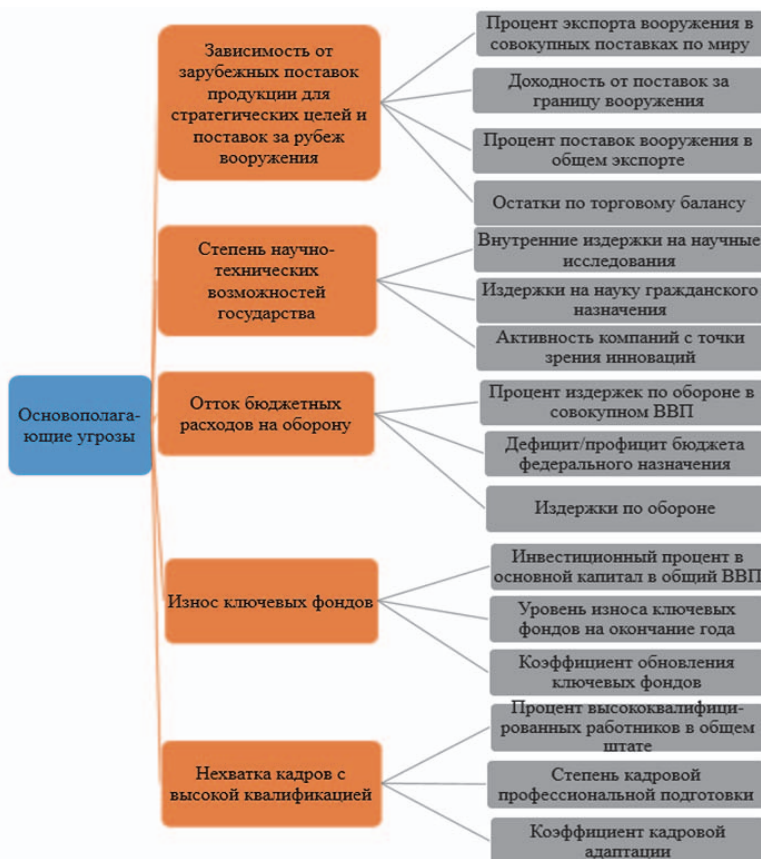 Основополага-
ющие угрозы
Зависимость от
зарубежных поставок
продукции для
стратегических целей и
поставок за рубеж
вооружения
Процент экспорта вооружения в
совокупных поставках по миру
Доходность от поставок за
границу вооружения
Процент поставок вооружения в
общем экспорте
Остатки по торговому балансу
Степень научно-
технических
возможностей
государства
Внутренние издержки на научные
исследования
Издержки на науку гражданского
назначения
Активность компаний с точки
зрения инноваций
Отток бюджетных
расходов на оборону
Процент издержек по обороне в
совокупном ВВП
Дефицит/профицит бюджета
федерального назначения
Издержки по обороне
Износ ключевых фондов
Инвестиционный процент в
основной капитал в общий ВВП
Уровень износа ключевых
фондов на окончание года
Коэффициент обновления
ключевых фондов
Нехватка кадров с
высокой квалификацией
Процент высококвалифици-
рованных работников в общем
штате
Степень кадровой
профессиональной подготовки
Коэффициент кадровой
адаптации